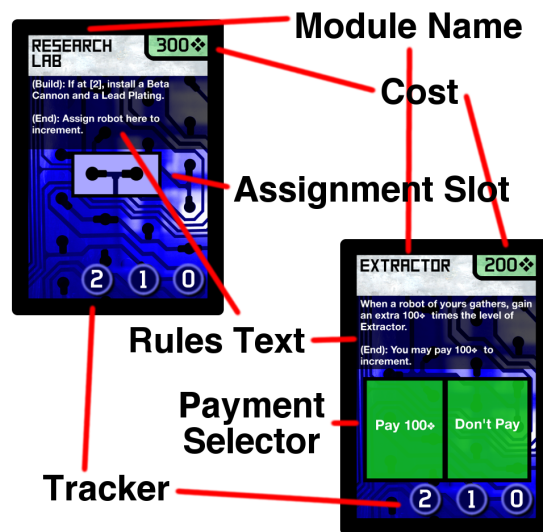 Module Name
RESEARCH
LAB
300❖
(Build): If at [2], install a Beta
Cannon and a Lead Plating.
(End): Assign robot here to
increment.
Cost
Assignment Slot
2 1 0
EXTRACTOR
200❖
When a robot of yours gathers, gain
an extra 100❖ times the level of
Extractor.
(End): You may pay 100❖ to
increment.
Rules Text
Payment
Selector
Pay 100❖
Don't Pay
Tracker
2 1 0